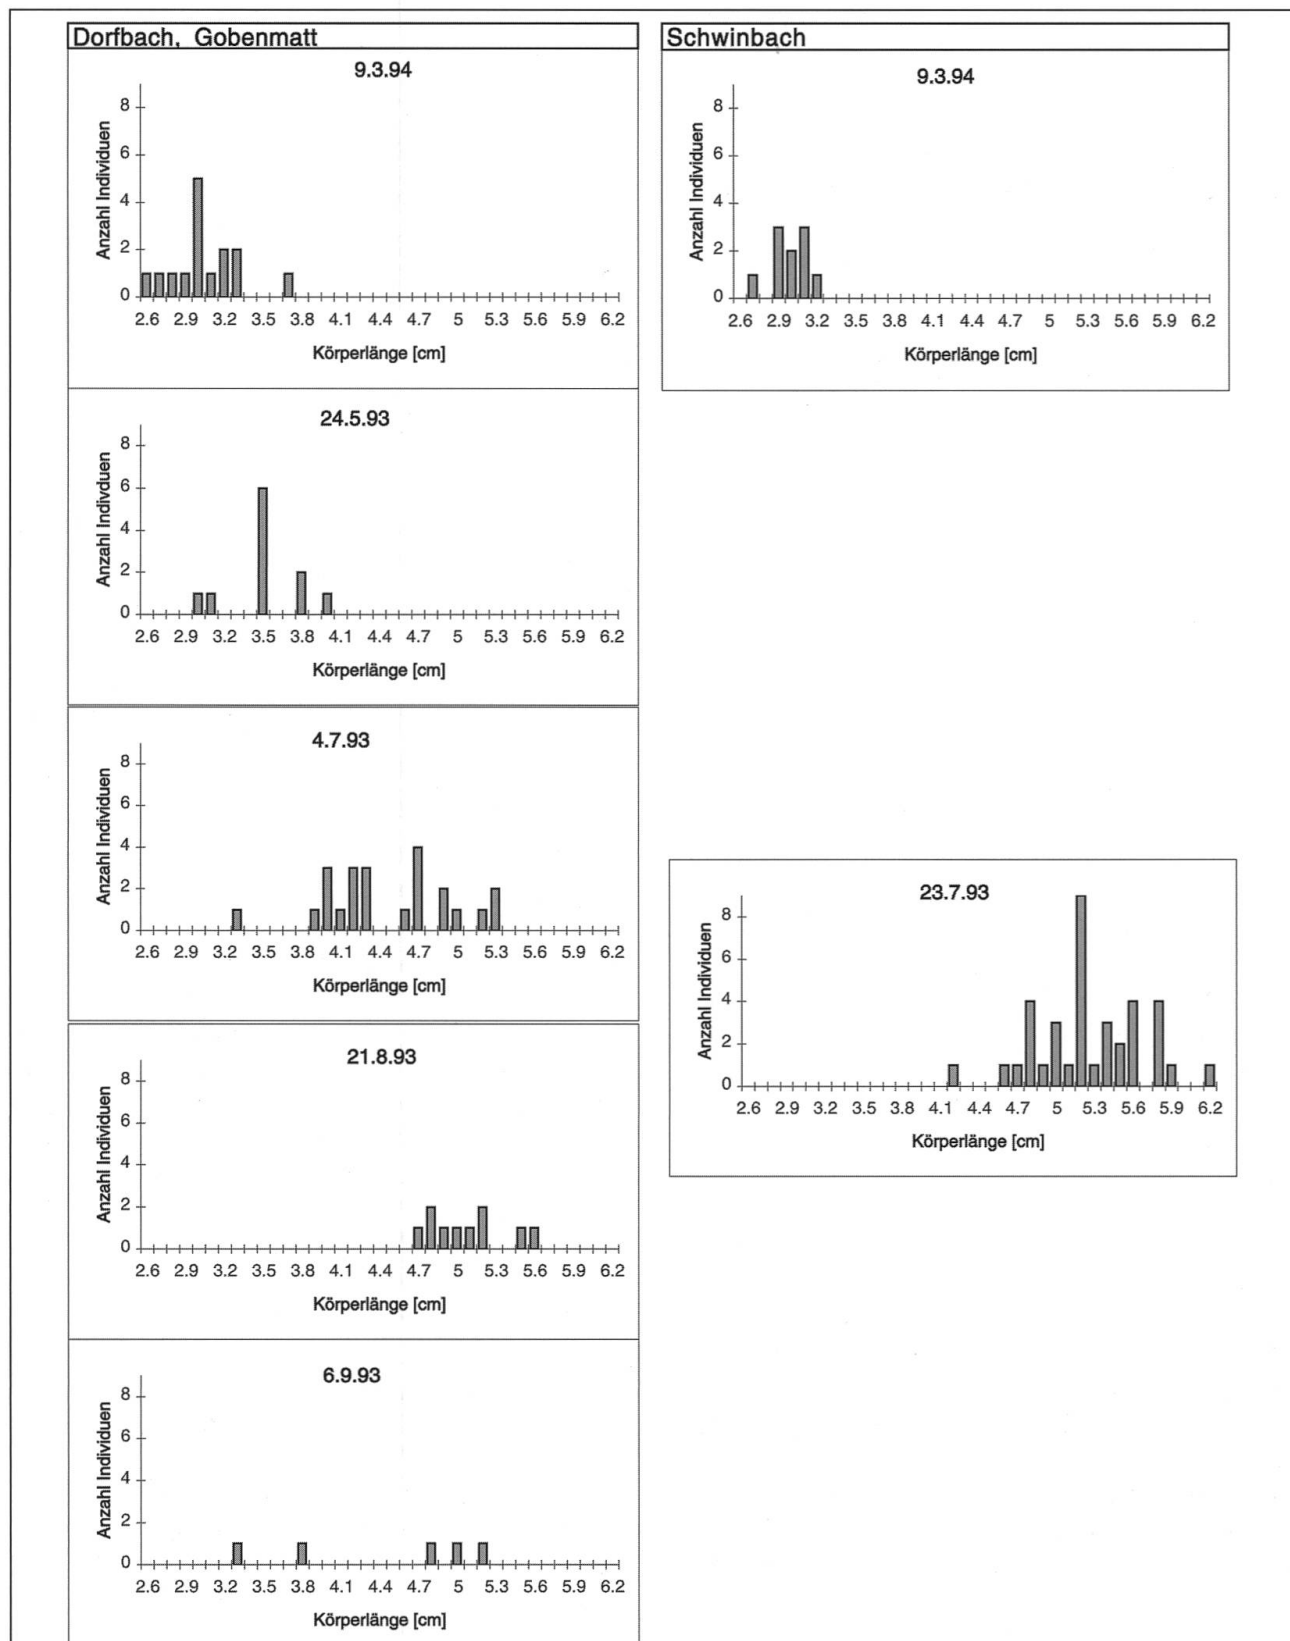 Dorfbach, Gobenmatt
9.3.94
Anzahl Individuen
8
6
4
2
0
2.6 2.9 3.2 3.5 3.8 4.1 4.4 4.7 5 5.3 5.6 5.9 6.2
Körperlänge [cm]
24.5.93
Anzahl Indivduen
8
6
4
2
0
2.6 2.9 3.2 3.5 3.8 4.1 4.4 4.7 5 5.3 5.6 5.9 6.2
Körperlänge [cm]
4.7.93
Anzahl Individuen
8
6
4
2
0
2.6 2.9 3.2 3.5 3.8 4.1 4.4 4.7 5 5.3 5.6 5.9 6.2
Körperlänge [cm]
21.8.93
Anzahl Individuen
8
6
4
2
0
2.6 2.9 3.2 3.5 3.8 4.1 4.4 4.7 5 5.3 5.6 5.9 6.2
Körperlänge [cm]
6.9.93
Anzahl Individuen
8
6
4
2
0
2.6 2.9 3.2 3.5 3.8 4.1 4.4 4.7 5 5.3 5.6 5.9 6.2
Körperlänge [cm]
Schwinbach
9.3.94
Anzahl Individuen
8
6
4
2
0
2.6 2.9 3.2 3.5 3.8 4.1 4.4 4.7 5 5.3 5.6 5.9 6.2
Körperlänge [cm]
23.7.93
Anzahl Individuen
8
6
4
2
0
2.6 2.9 3.2 3.5 3.8 4.1 4.4 4.7 5 5.3 5.6 5.9 6.2
Körperlänge [cm]